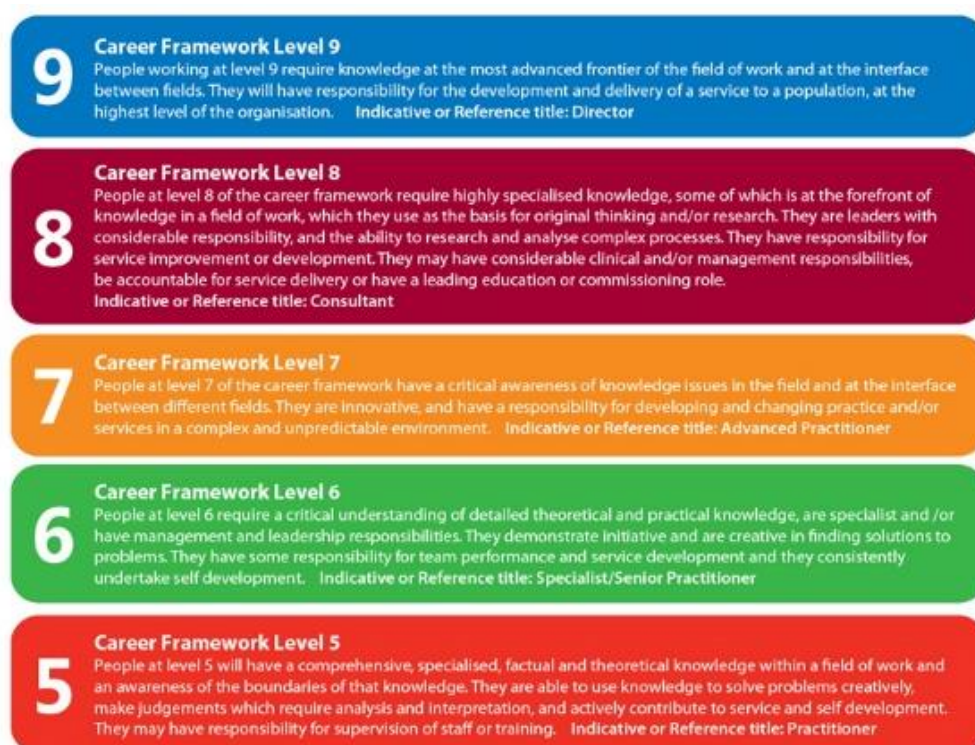 9
Career Framework Level 9
People working at level 9 require knowledge at the most advanced frontier of the field of work and at the interface
between fields. They will have responsibility for the development and delivery of a service to a population, at the
highest level of the organisation. Indicative or Reference title: Director
8
Career Framework Level 8
People at level 8 of the career framework require highly specialised knowledge, some of which is at the forefront of
knowledge in a field of work, which they use as the basis for original thinking and/or research. They are leaders with
considerable responsibility, and the ability to research and analyse complex processes. They have responsibility for
service improvement or development. They may have considerable clinical and/or management responsibilities,
be accountable for service delivery or have a leading education or commissioning role.
Indicative or Reference title: Consultant
7
Career Framework Level 7
People at level 7 of the career framework have a critical awareness of knowledge issues in the field and at the interface
between different fields. They are innovative, and have a responsibility for developing and changing practice and/or
services in a complex and unpredictable environment. Indicative or Reference title: Advanced Practitioner
6
Career Framework Level 6
People at level 6 require a critical understanding of detailed theoretical and practical knowledge, are specialist and /or
have management and leadership responsibilities. They demonstrate initiative and are creative in finding solutions to
problems. They have some responsibility for team performance and service development and they consistently
undertake self development. Indicative or Reference title: Specialist/Senior Practitioner
5
Career Framework Level 5
People at level 5 will have a comprehensive, specialised, factual and theoretical knowledge within a field of work and
an awareness of the boundaries of that knowledge. They are able to use knowledge to solve problems creatively,
make judgements which require analysis and interpretation, and actively contribute to service and self development.
They may have responsibility for supervision of staff or training. Indicative or Reference title: Practitioner